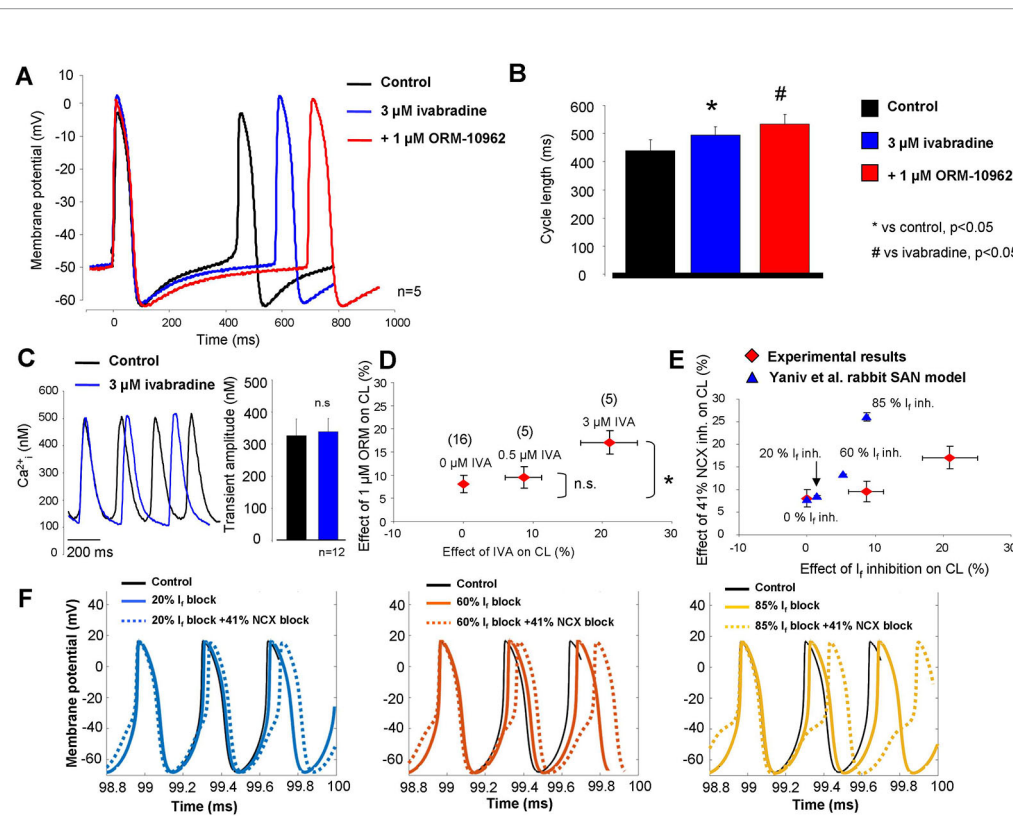 A
Control
3 µM ivabradine
+ 1 µM ORM-10962
Membrane potential (mV)
10
0
-10
-20
-30
-40
-50
-60
0 200 400 600 800 1000
Time (ms)
n=5
B
Cycle length (ms)
600
500
400
300
200
100
0
*
#
Control
3 µM ivabradine
+ 1 µM ORM-10962
* vs control, p<0.05
# vs ivabradine, p<0.05
C
Control
3 µM ivabradine
Ca²⁺i (nM)
600
500
400
300
200
100
0
200 ms
Transient amplitude (nM)
500
400
300
200
100
0
n.s
n=12
D
Effect of 1 µM ORM on CL (%)
30
25
20
15
10
5
0
(16)
0 µM IVA
(5)
0.5 µM IVA
(5)
3 µM IVA
n.s.
*
-10 0 10 20 30
Effect of IVA on CL (%)
E
Experimental results
Yaniv et al. rabbit SAN model
Effect of 41% NCX inh. on CL (%)
30
25
20
15
10
5
0
85 % If inh.
20 % If inh.
60 % If inh.
0 % If inh.
-10 0 10 20 30
Effect of If inhibition on CL (%)
F
Control
20% If block
20% If block +41% NCX block
Membrane potential (mV)
40
20
0
-20
-40
-60
98.8 99 99.2 99.4 99.6 99.8 100
Time (ms)
Control
60% If block
60% If block +41% NCX block
40
20
0
-20
-40
-60
98.8 99 99.2 99.4 99.6 99.8 100
Time (ms)
Control
85% If block
85% If block +41% NCX block
40
20
0
-20
-40
-60
98.8 99 99.2 99.4 99.6 99.8 100
Time (ms)